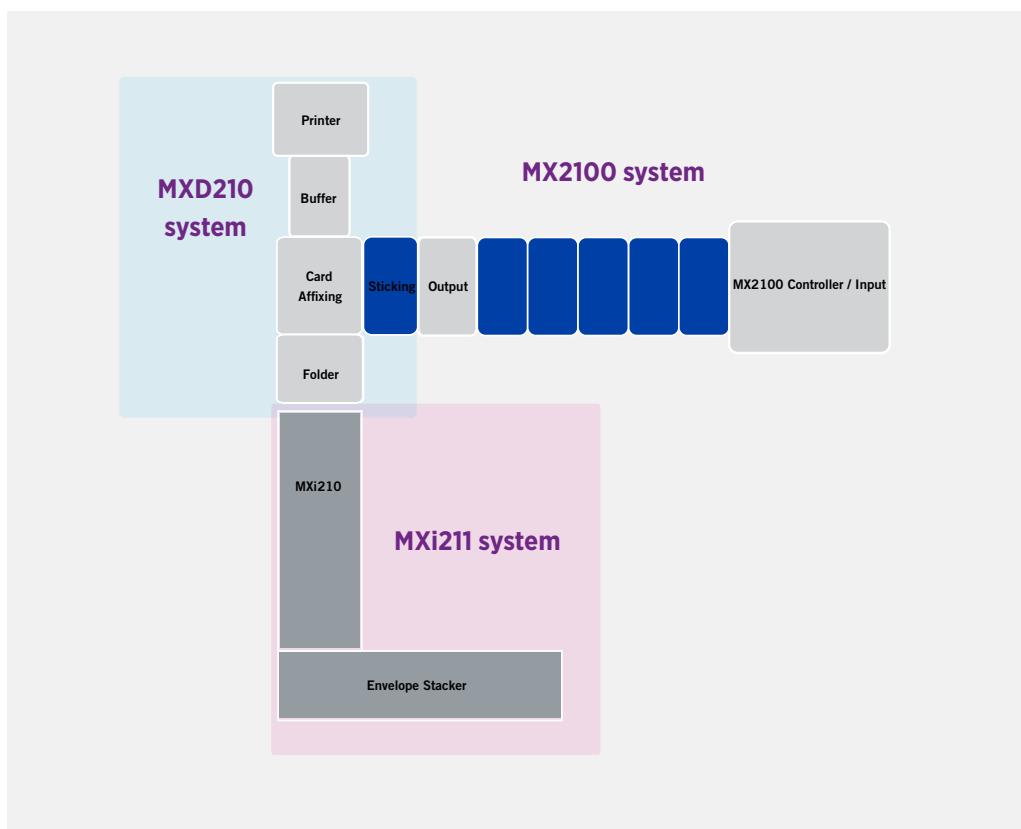 Printer
MX2100 system
MXD210
system
Buffer
Card
Affixing
Sticking
Output
MX2100 Controller / Input
Folder
MXi210
MXi211 system
Envelope Stacker